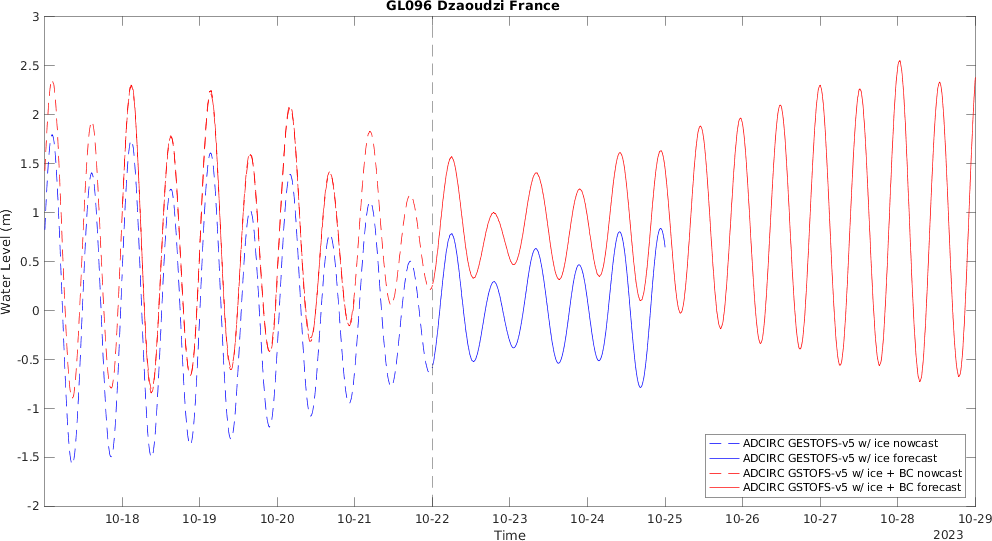 GL096 Dzaoudzi France
3
2.5
2
1.5
1
0.5
0
-0.5
-1
-1.5
-2
Water Level (m)
10-18 10-19 10-20 10-21 10-22 10-23 10-24 10-25 10-26 10-27 10-28 10-29
Time
2023
ADCIRC GESTOFS-v5 w/ ice nowcast
ADCIRC GESTOFS-v5 w/ ice forecast
ADCIRC GSTOFS-v5 w/ ice + BC nowcast
ADCIRC GSTOFS-v5 w/ ice + BC forecast